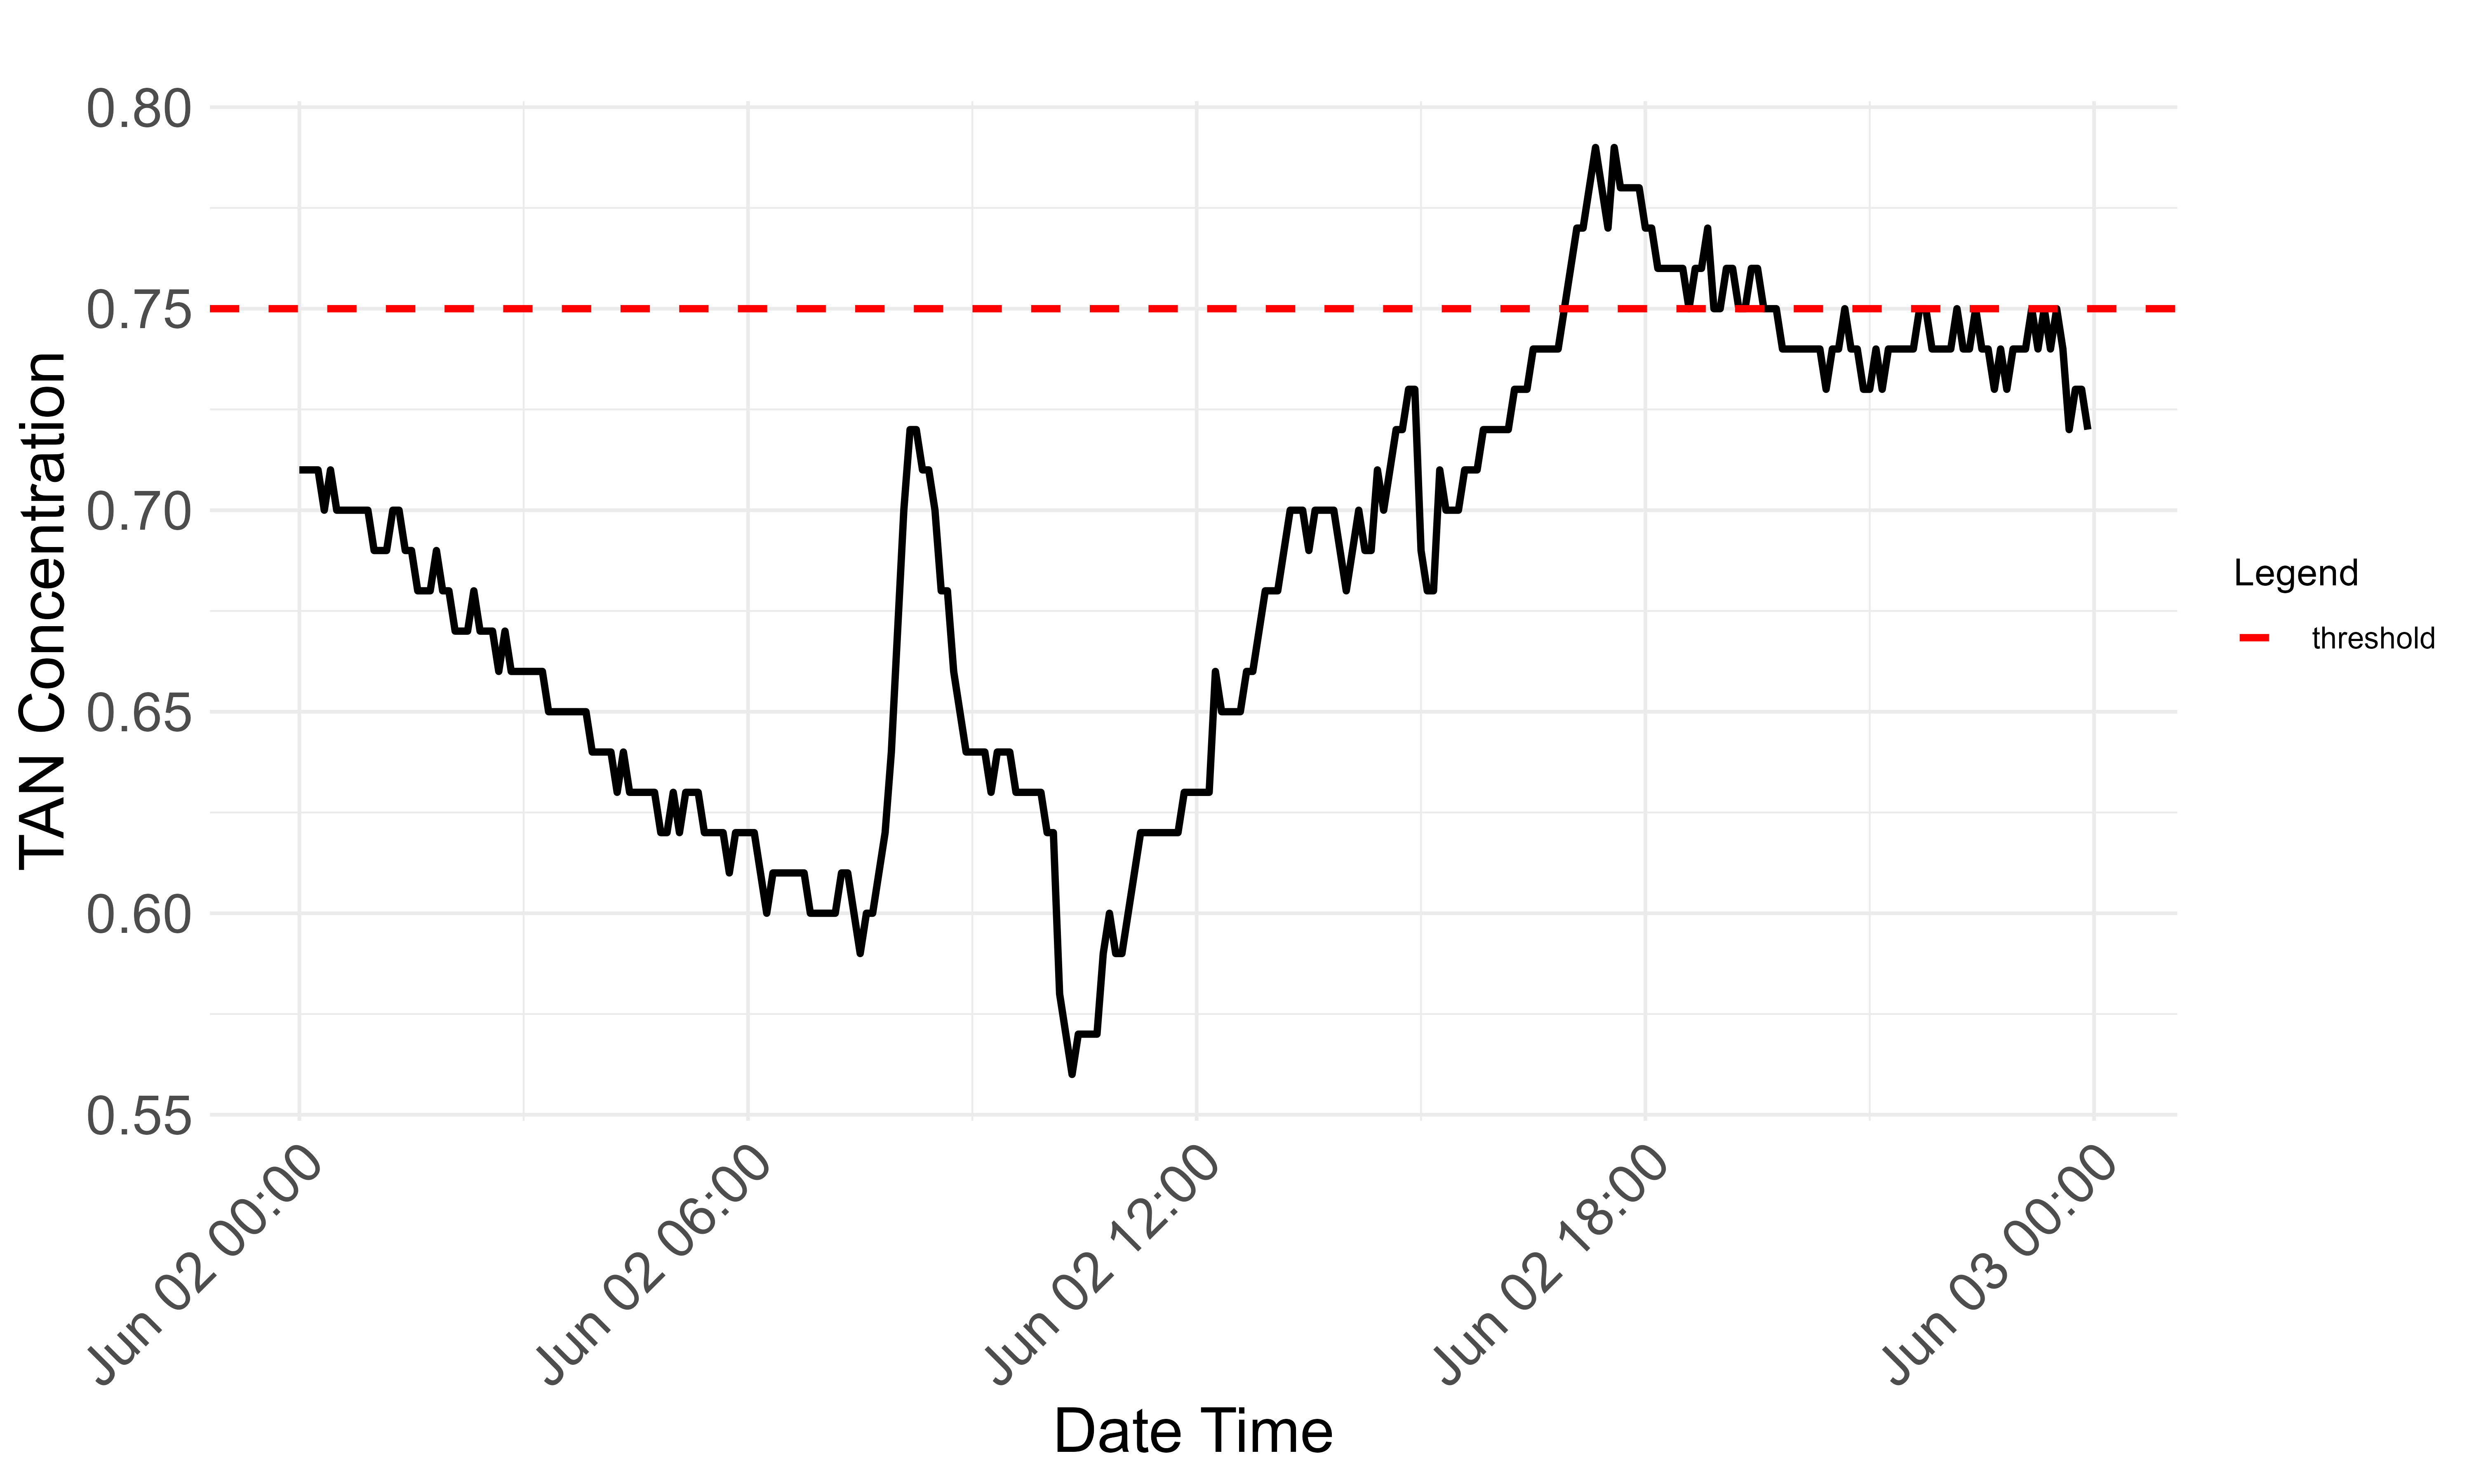 0.80
0.75
0.70
0.65
0.60
0.55
TAN Concentration
Jun 02 00:00
Jun 02 06:00
Jun 02 12:00
Jun 02 18:00
Jun 03 00:00
Date Time
Legend
threshold